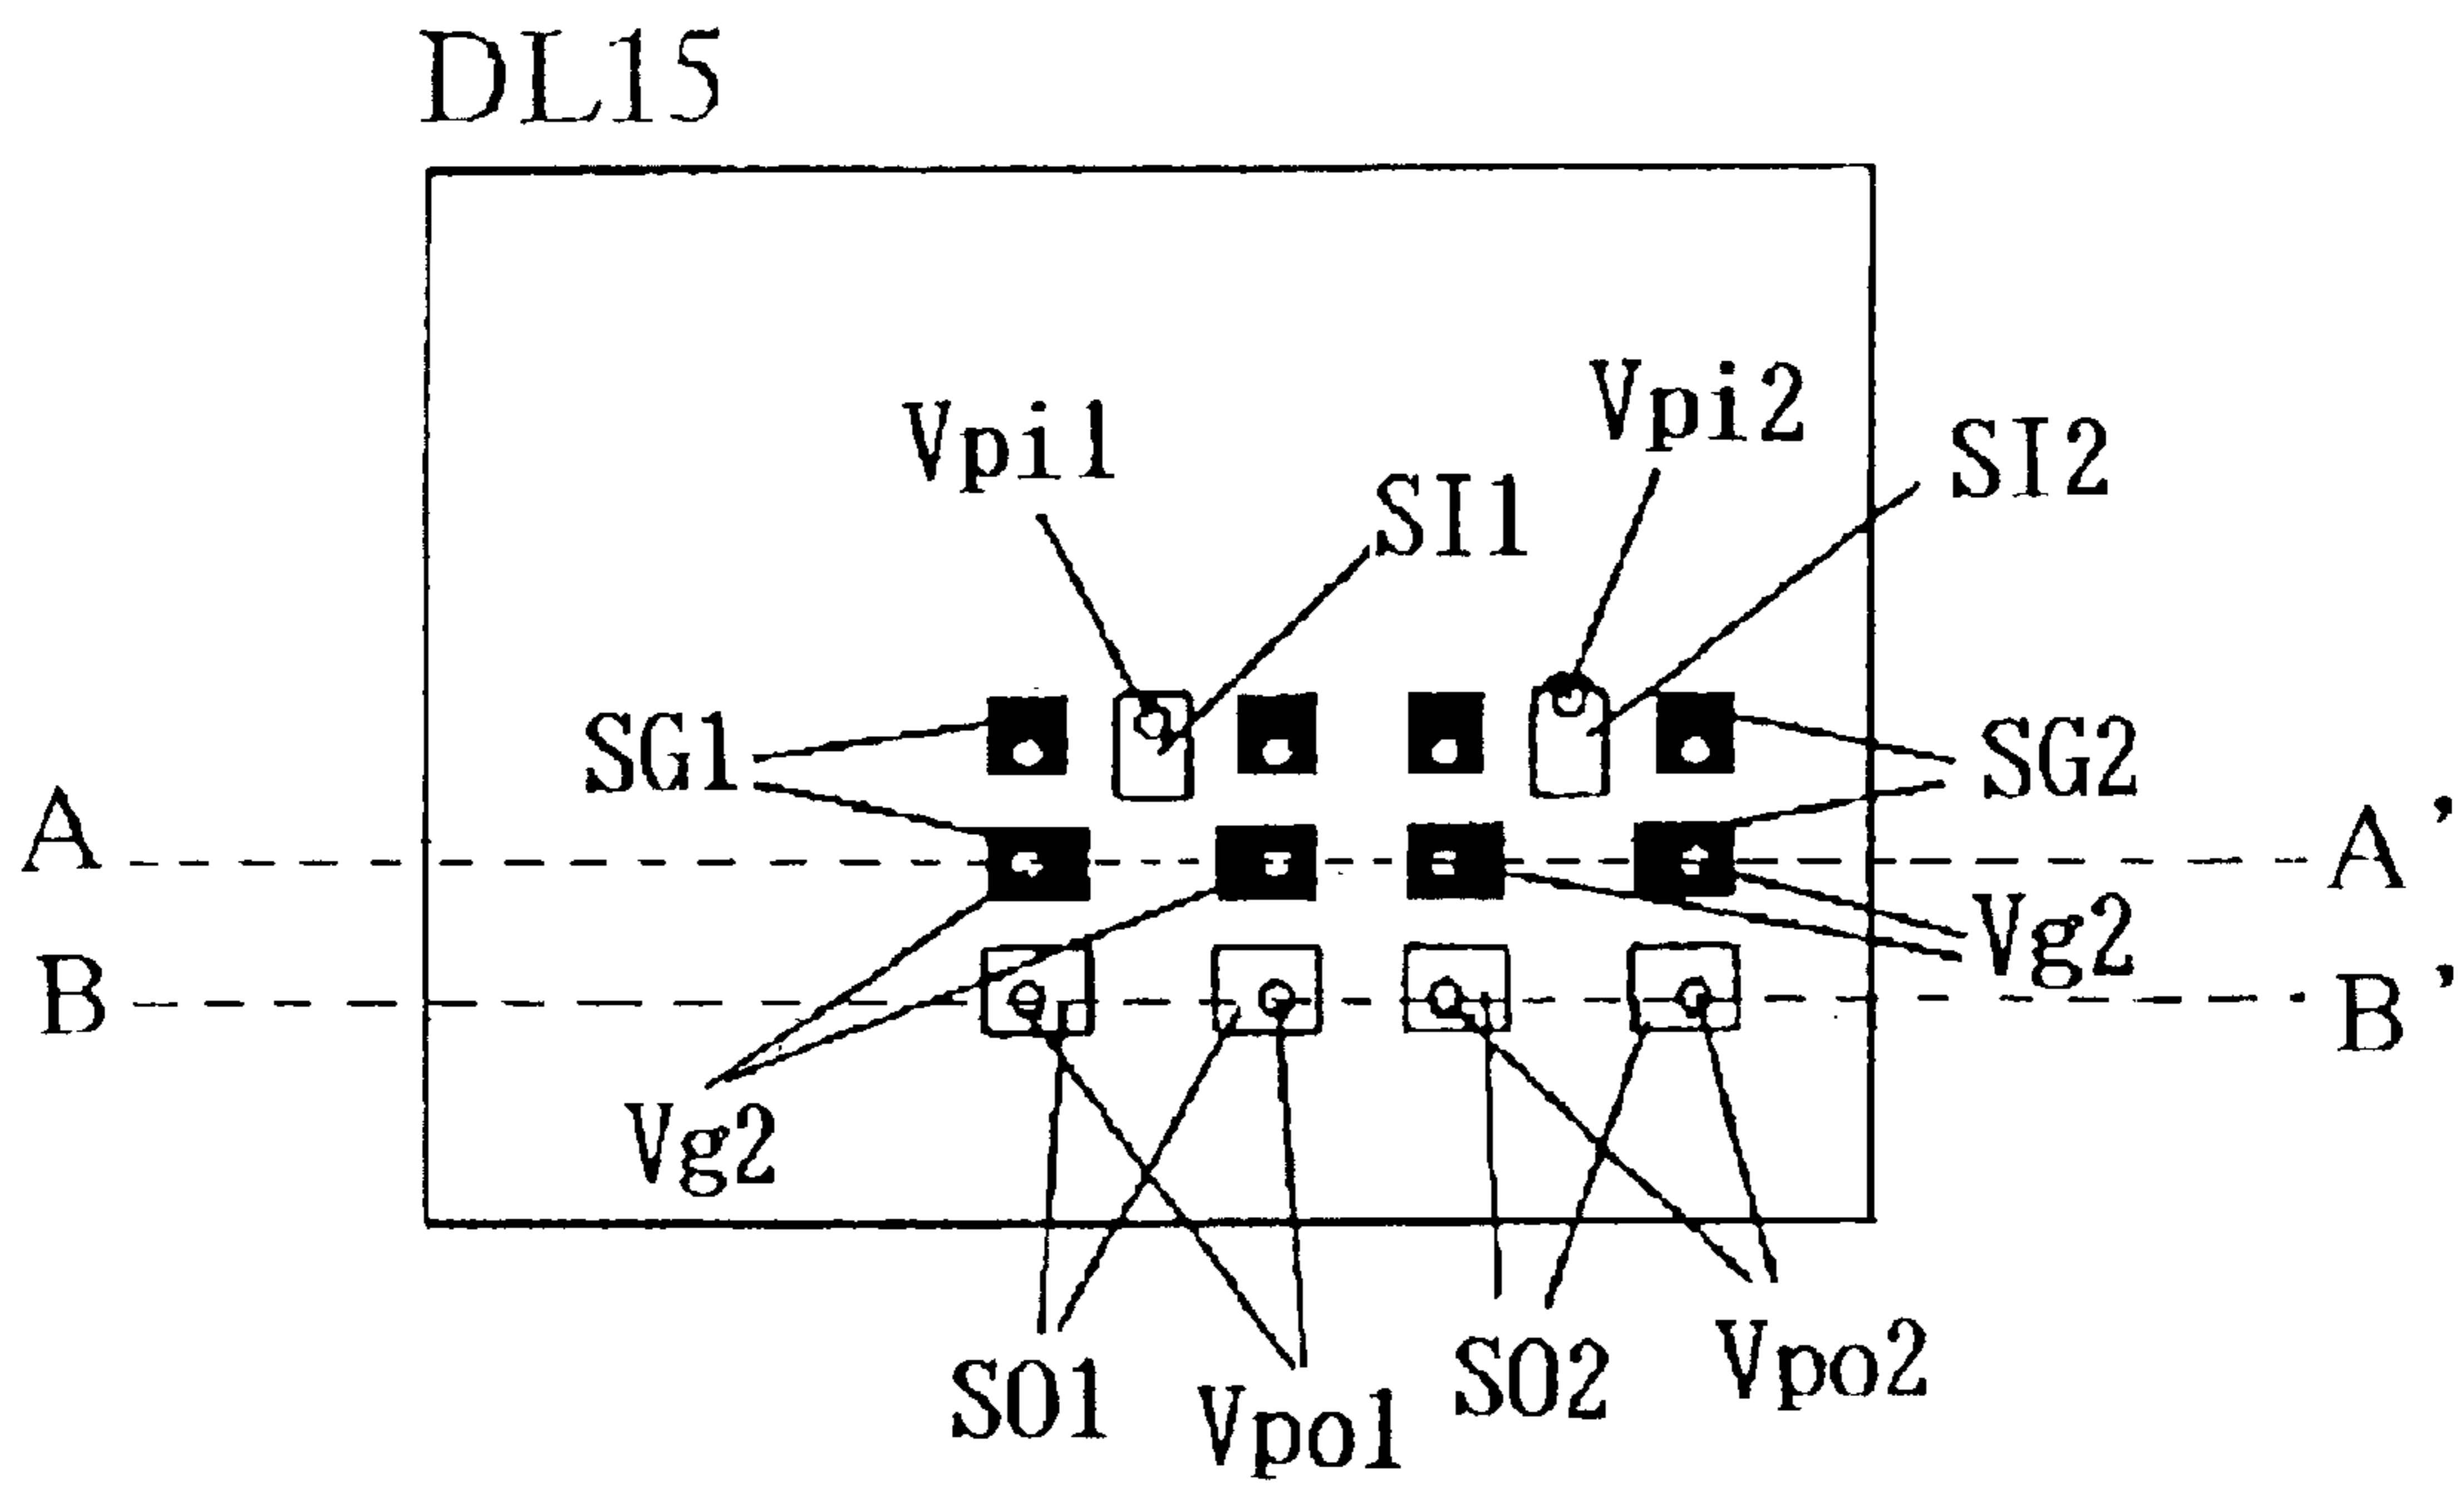 DL15
Vpi1
Vpi2
SI1
SI2
SG1
SG2
A
A'
Vg2
B
B'
Vg2
SO1
Vpo1
SO2
Vpo2